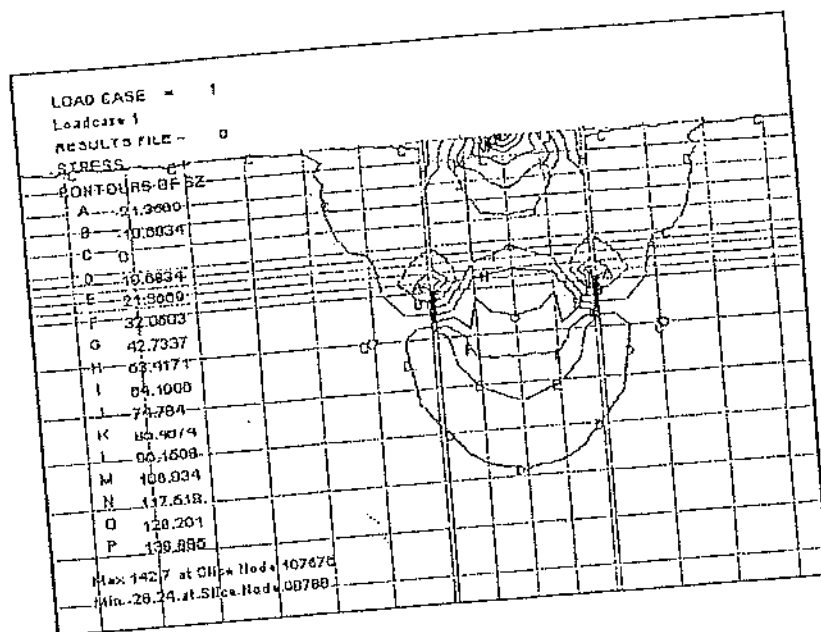 LOAD CASE = 1
Loadcase 1
RESULTS FILE = 0
STRESS
CONTOURS OF SZ
A -21.3669
B -10.6834
C 0
D 10.6834
E 21.3669
F 32.0503
G 42.7337
H 53.4171
I 64.1006
J 74.784
K 85.4674
L 96.1508
M 106.834
N 117.518
O 128.201
P 138.885
Max 142.7 at Slice Node
Min -26.24 at Slice Node